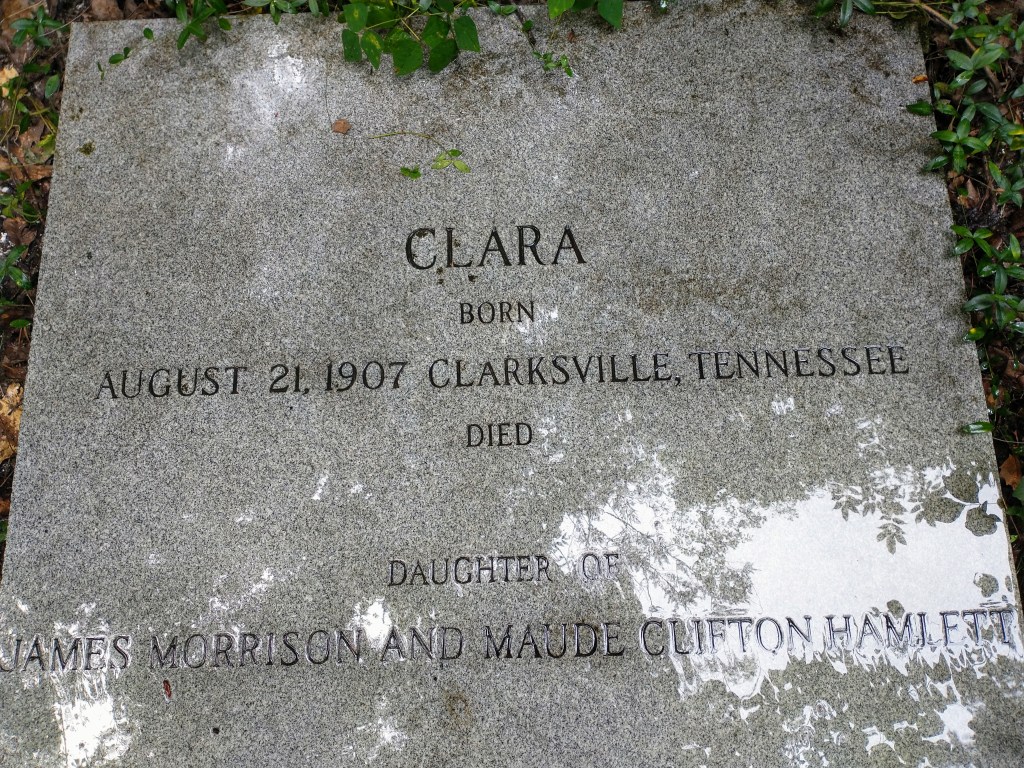 CLARA
BORN
AUGUST 21, 1907 CLARKSVILLE, TENNESSEE
DIED
DAUGHTER OF
JAMES MORRISON AND MAUDE CLIFTON HAMLETT